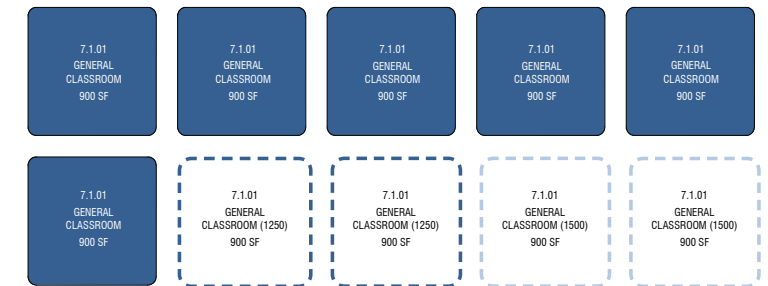 7.1.01
GENERAL
CLASSROOM
900 SF
7.1.01
GENERAL
CLASSROOM
900 SF
7.1.01
GENERAL
CLASSROOM
900 SF
7.1.01
GENERAL
CLASSROOM
900 SF
7.1.01
GENERAL
CLASSROOM
900 SF
7.1.01
GENERAL
CLASSROOM
900 SF
7.1.01
GENERAL
CLASSROOM (1250)
900 SF
7.1.01
GENERAL
CLASSROOM (1250)
900 SF
7.1.01
GENERAL
CLASSROOM (1500)
900 SF
7.1.01
GENERAL
CLASSROOM (1500)
900 SF